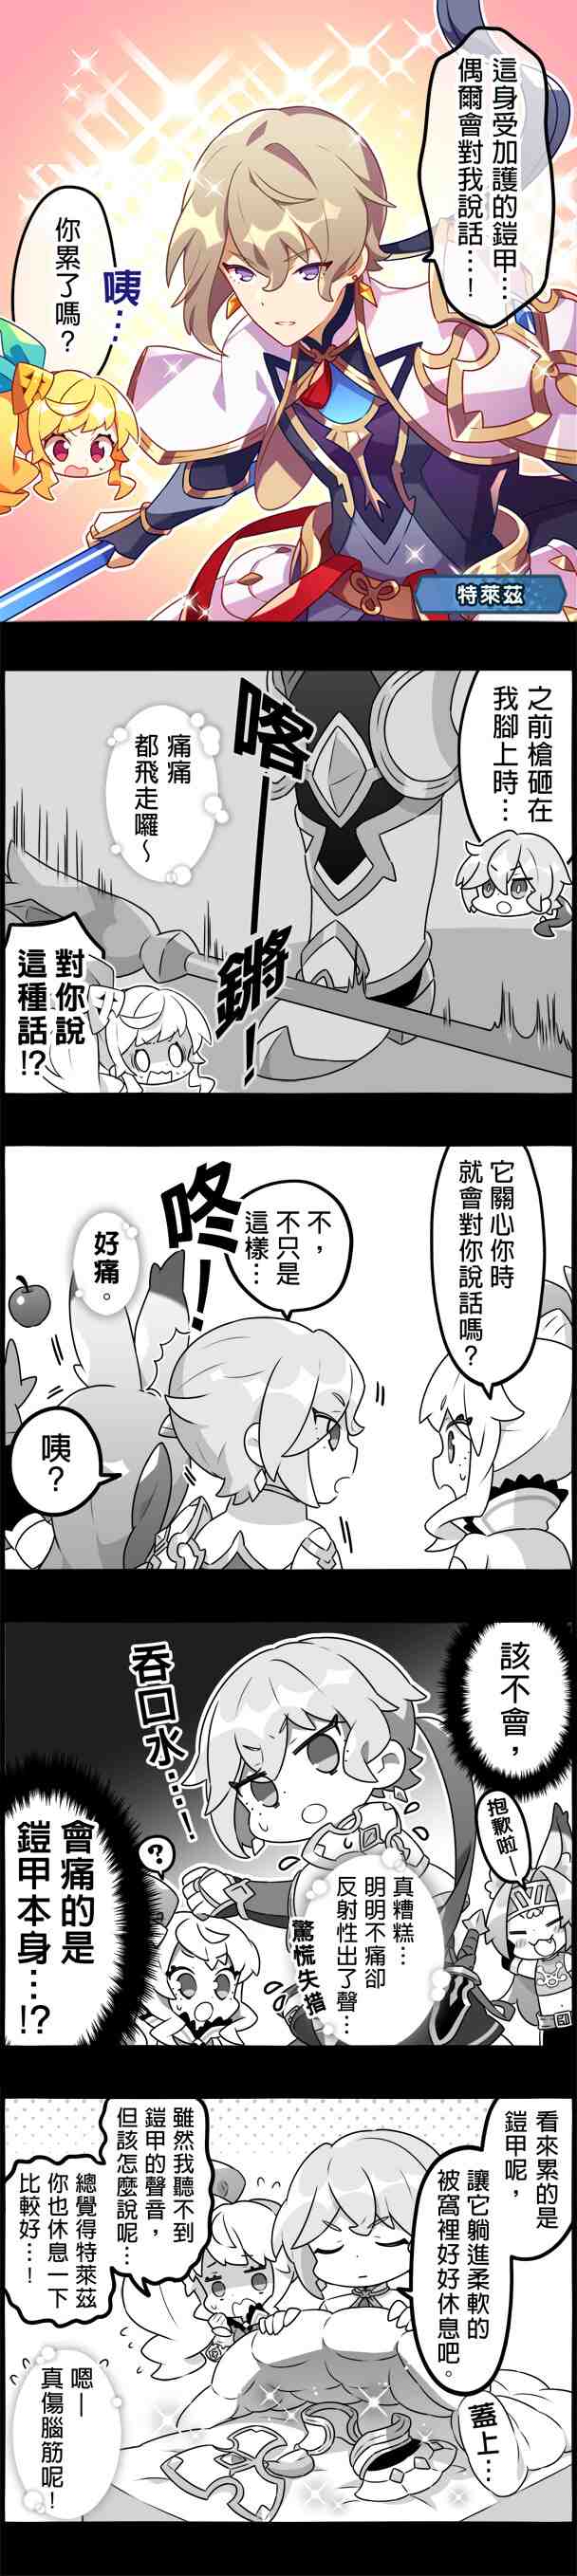 這身受加護的鎧甲…
偶爾會對我說話…!
咦…
你累了嗎?
特萊茲
之前槍砸在
我腳上時…
喀—鏘!
痛痛
都飛走囉~
對你說
這種話!?
它關心你時
就會對你說話嗎?
不,
不只是
這樣…
咚!
好痛。
咦?
該不會,
抱歉啦—
吞口水…!
真糟糕…
明明不痛卻
反射性出了聲…
驚慌失措
?
會痛的是
鎧甲本身…!?
看來累的是
鎧甲呢,
讓它躺進柔軟的
被窩裡好好休息吧。
蓋上…
雖然我聽不到
鎧甲的聲音,
但該怎麼說呢…
總覺得特萊茲
你也休息一下
比較好…!
嗯—
真傷腦筋呢!